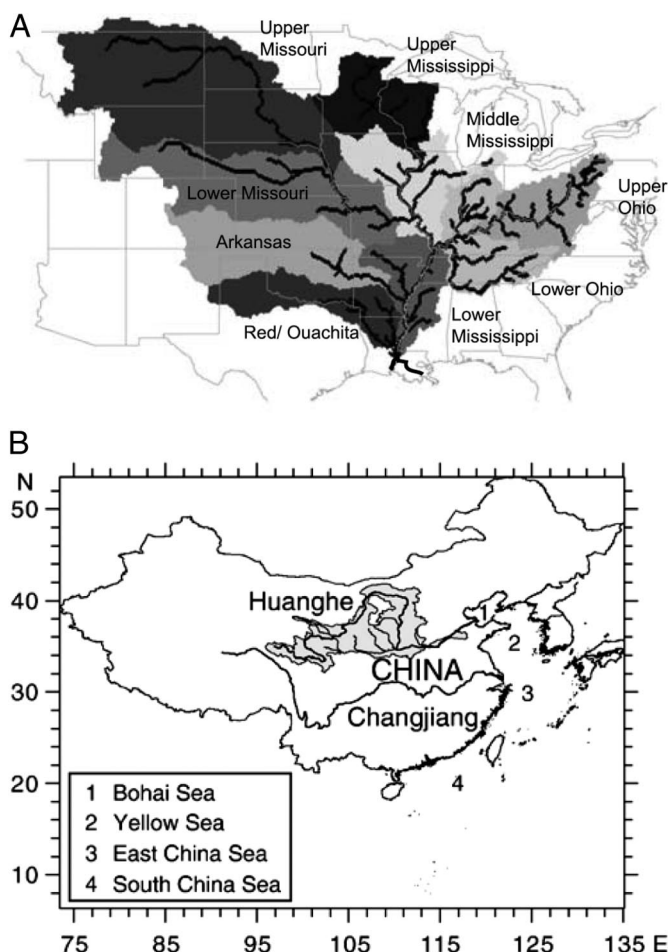 A
Upper
Missouri
Upper
Mississippi
Middle
Mississippi
Lower Missouri
Upper
Ohio
Arkansas
Lower Ohio
Red/ Ouachita
Lower
Mississippi
B
N
50
40
30
20
10
Huanghe
1
2
CHINA
3
Changjiang
4
1 Bohai Sea
2 Yellow Sea
3 East China Sea
4 South China Sea
75 85 95 105 115 125 135 E